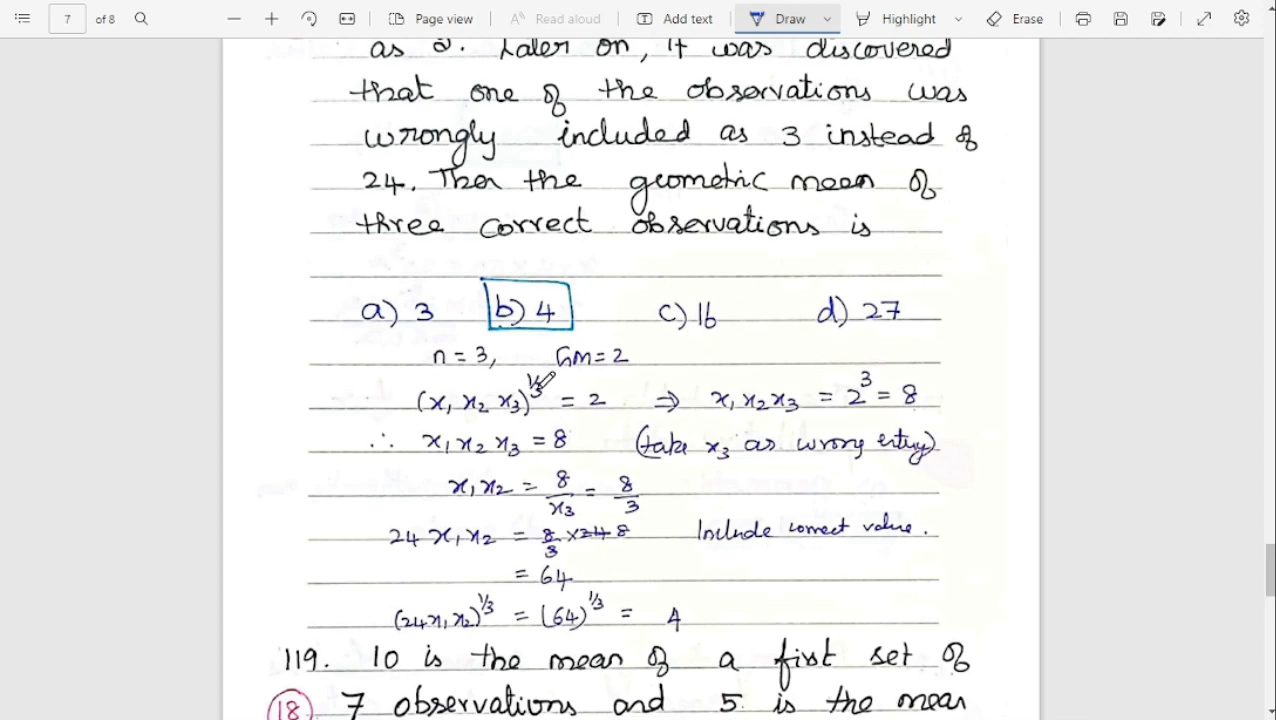 7 of 8 Page view Read aloud Add text Draw Highlight Erase
as 2. Later on, it was discovered
that one of the observations was
wrongly included as 3 instead of
24. Then the geometric mean of
three correct observations is
a) 3 b) 4 c) 16 d) 27
n = 3, GM = 2
(x₁ x₂ x₃)^1/3 = 2 ⇒ x₁ x₂ x₃ = 2³ = 8
∴ x₁ x₂ x₃ = 8 (take x₃ as wrong entry)
x₁ x₂ = 8/x₃ = 8/3
24 x₁ x₂ = 8/3 × 24 8 Include correct value.
= 64
(24 x₁ x₂)^1/3 = (64)^1/3 = 4
119. 10 is the mean of a first set of
18 7 observations and 5 is the mean